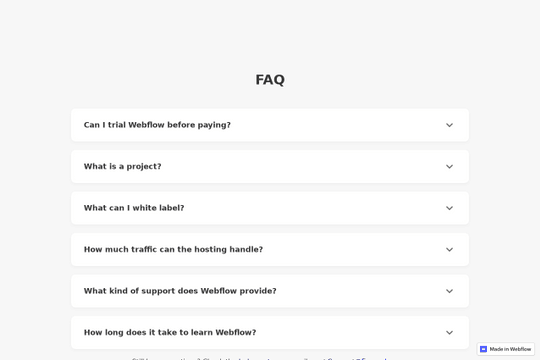 FAQ
Can I trial Webflow before paying?
What is a project?
What can I white label?
How much traffic can the hosting handle?
What kind of support does Webflow provide?
How long does it take to learn Webflow?
Made in Webflow